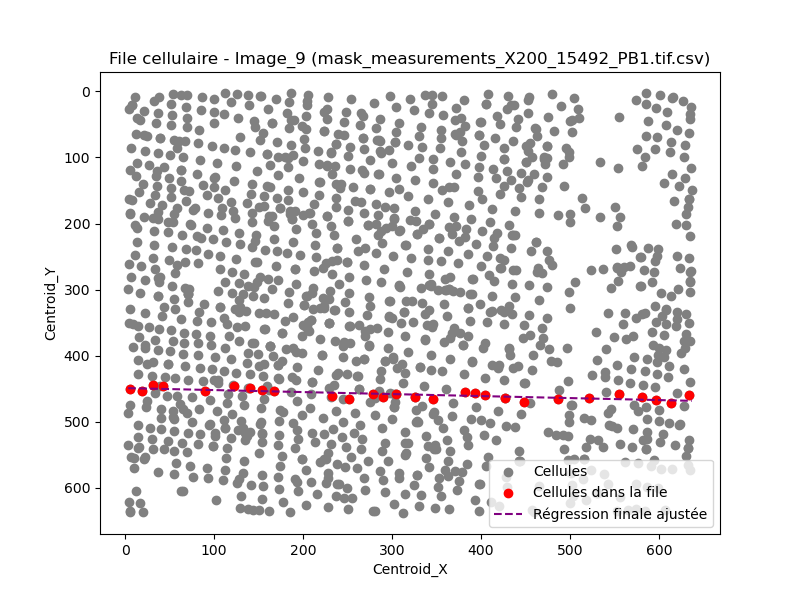 File cellulaire - Image_9 (mask_measurements_X200_15492_PB1.tif.csv)
Centroid_Y
0
100
200
300
400
500
600
Cellules
Cellules dans la file
Régression finale ajustée
0 100 200 300 400 500 600
Centroid_X